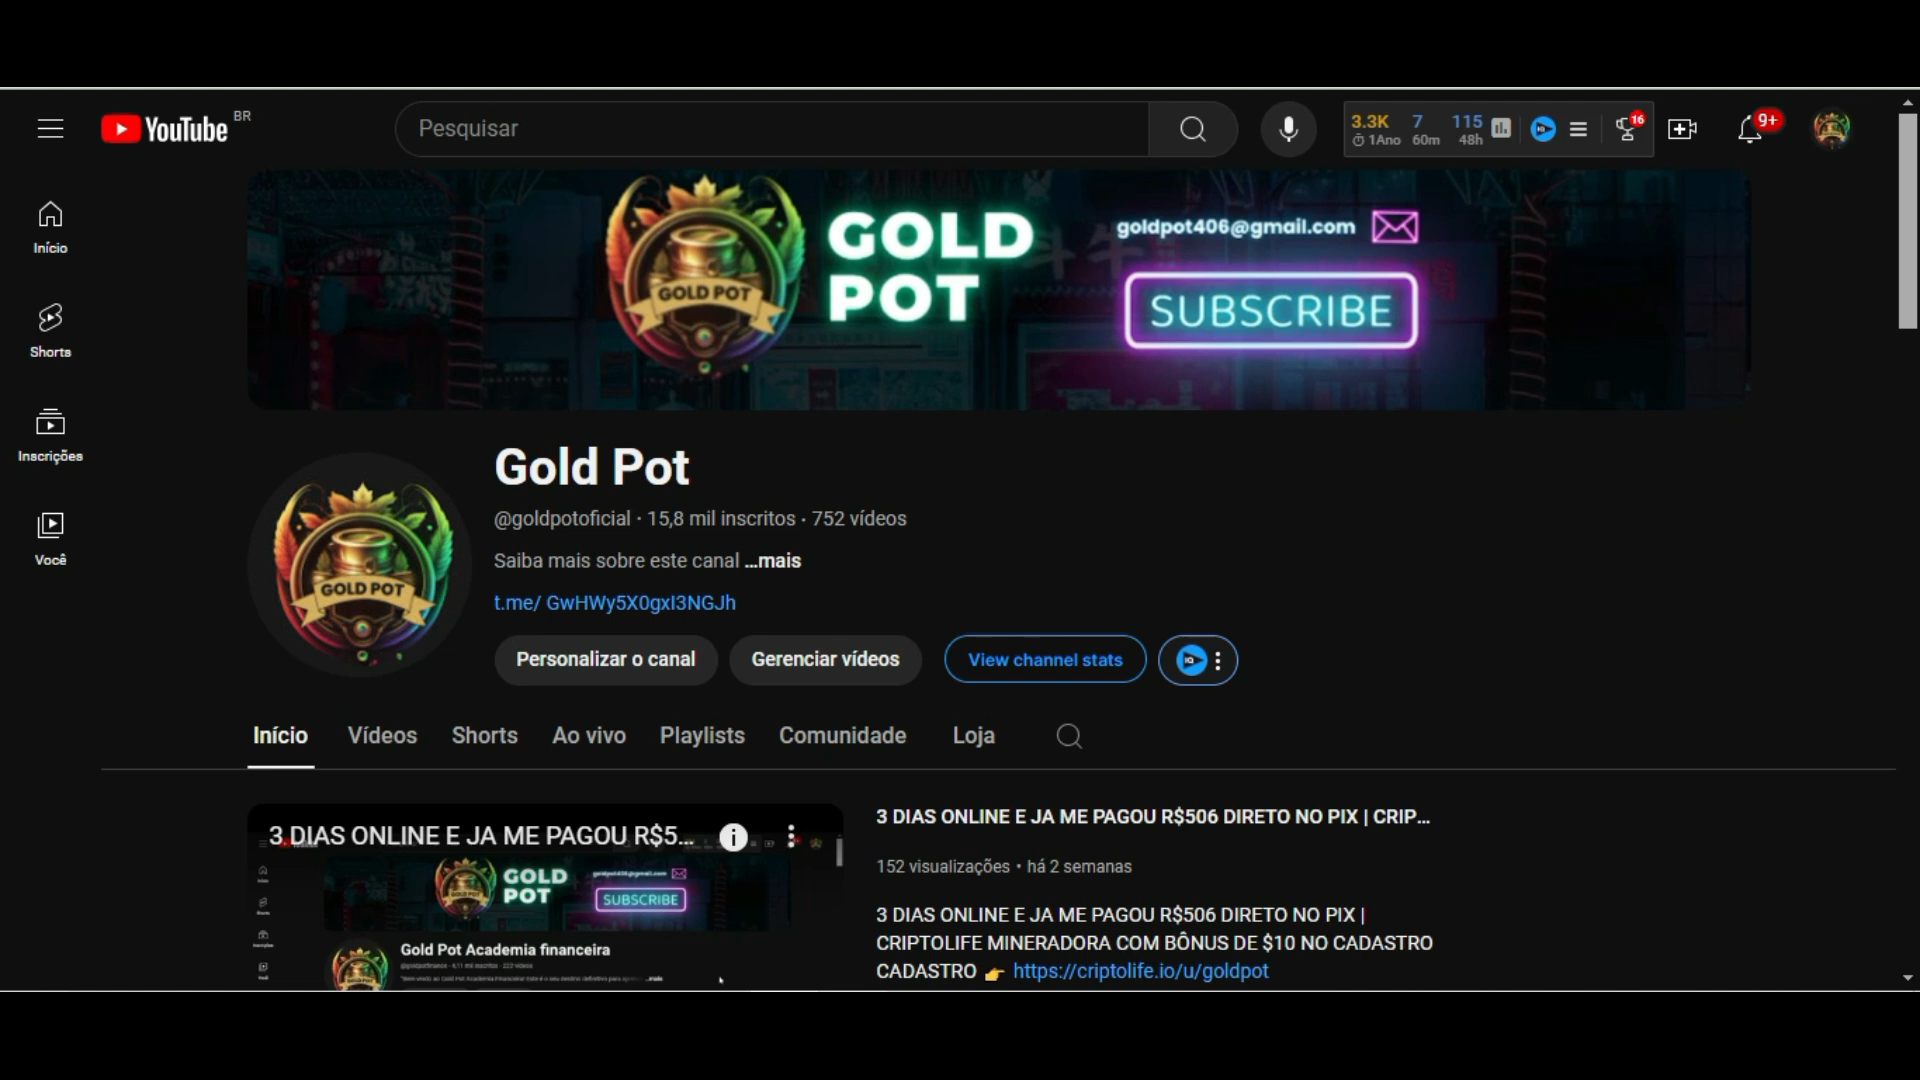 YouTube BR
Pesquisar
3.3K 7 115
1Ano 60m 48h
16
9+
Início
Shorts
Inscrições
Você
GOLD POT
GOLD
POT
goldpot406@gmail.com
SUBSCRIBE
GOLD POT
Gold Pot
@goldpotoficial · 15,8 mil inscritos · 752 vídeos
Saiba mais sobre este canal ...mais
t.me/ GwHWy5X0gxI3NGJh
Personalizar o canal
Gerenciar vídeos
View channel stats
IQ
Início
Vídeos
Shorts
Ao vivo
Playlists
Comunidade
Loja
3 DIAS ONLINE E JA ME PAGOU R$5...
GOLD
POT
SUBSCRIBE
Gold Pot Academia financeira
3 DIAS ONLINE E JA ME PAGOU R$506 DIRETO NO PIX | CRIP...
152 visualizações • há 2 semanas
3 DIAS ONLINE E JA ME PAGOU R$506 DIRETO NO PIX |
CRIPTOLIFE MINERADORA COM BÔNUS DE $10 NO CADASTRO
CADASTRO 👉 https://criptolife.io/u/goldpot